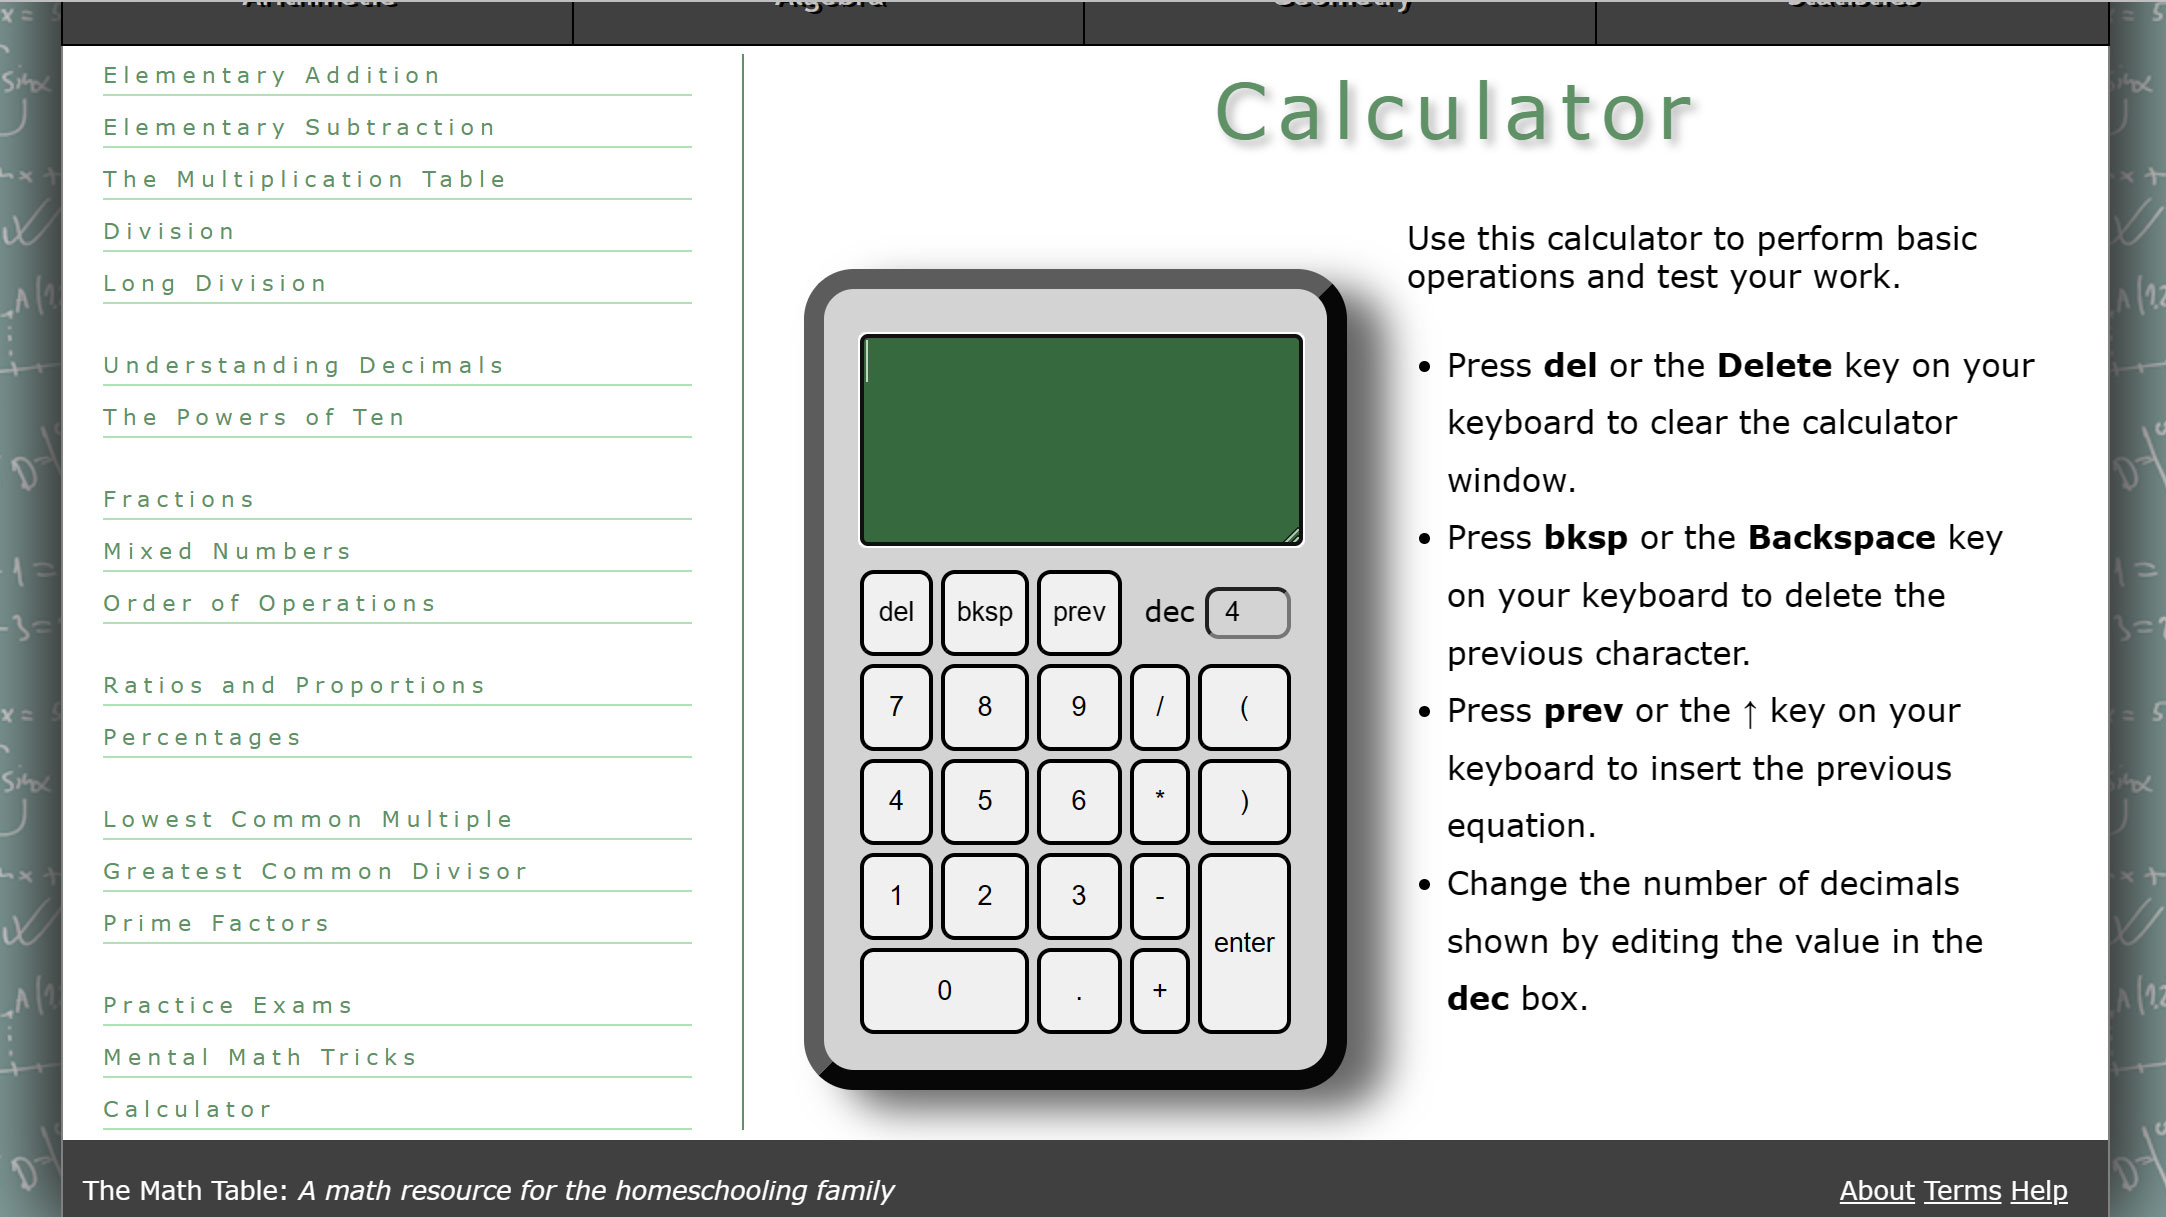 Arithmetic Algebra Geometry Statistics
Elementary Addition
Elementary Subtraction
The Multiplication Table
Division
Long Division
Understanding Decimals
The Powers of Ten
Fractions
Mixed Numbers
Order of Operations
Ratios and Proportions
Percentages
Lowest Common Multiple
Greatest Common Divisor
Prime Factors
Practice Exams
Mental Math Tricks
Calculator
Calculator
del bksp prev dec 4
7 8 9 / (
4 5 6 * )
1 2 3 -
enter
0 . +
Use this calculator to perform basic
operations and test your work.
• Press del or the Delete key on your
keyboard to clear the calculator
window.
• Press bksp or the Backspace key
on your keyboard to delete the
previous character.
• Press prev or the ↑ key on your
keyboard to insert the previous
equation.
• Change the number of decimals
shown by editing the value in the
dec box.
The Math Table: A math resource for the homeschooling family
About Terms Help